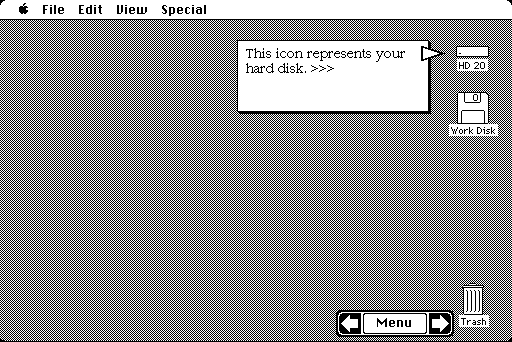 File Edit View Special
This icon represents your
hard disk. >>>
HD 20
Work Disk
Menu
Trash